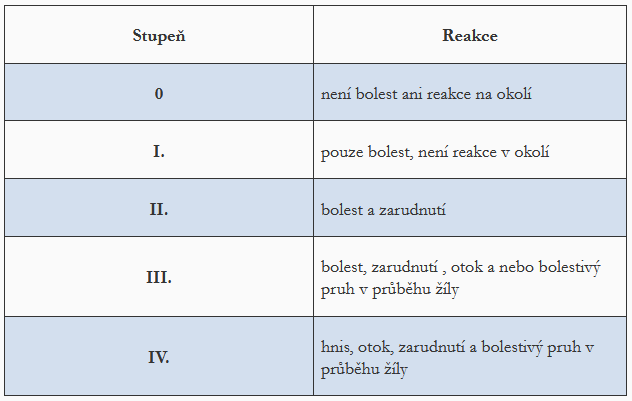 Stupeň Reakce
0 není bolest ani reakce na okolí
I. pouze bolest, není reakce v okolí
II. bolest a zarudnutí
III. bolest, zarudnutí , otok a nebo bolestivý
pruh v průběhu žíly
IV. hnis, otok, zarudnutí a bolestivý pruh v
průběhu žíly